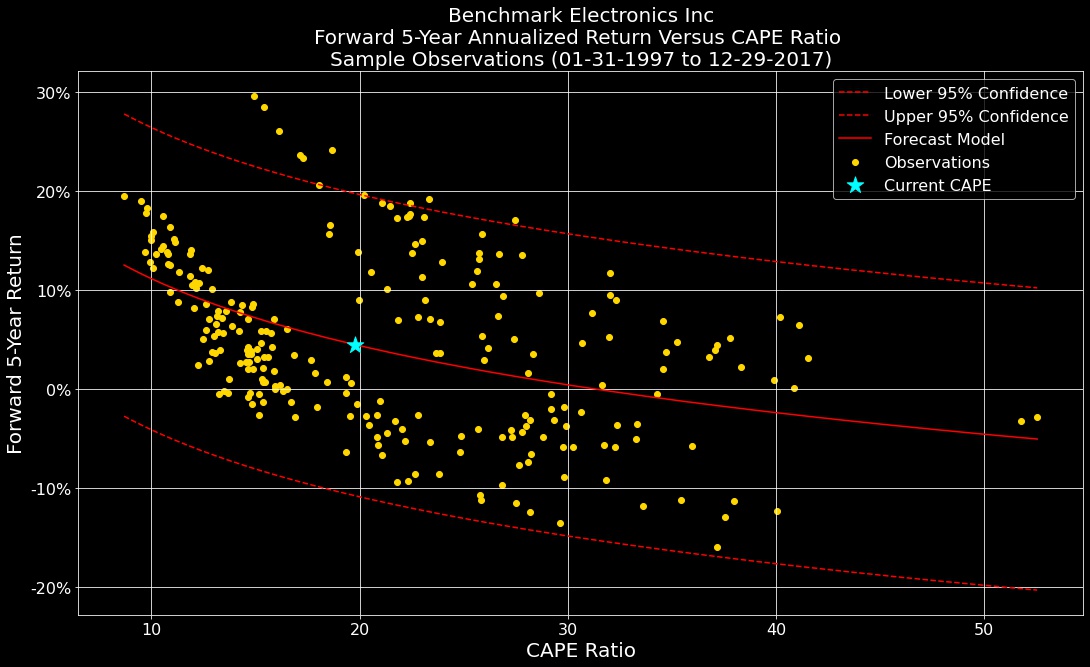 Benchmark Electronics Inc
Forward 5-Year Annualized Return Versus CAPE Ratio
Sample Observations (01-31-1997 to 12-29-2017)
Lower 95% Confidence
Upper 95% Confidence
Forecast Model
Observations
Current CAPE
Forward 5-Year Return
30%
20%
10%
0%
-10%
-20%
10
20
30
40
50
CAPE Ratio